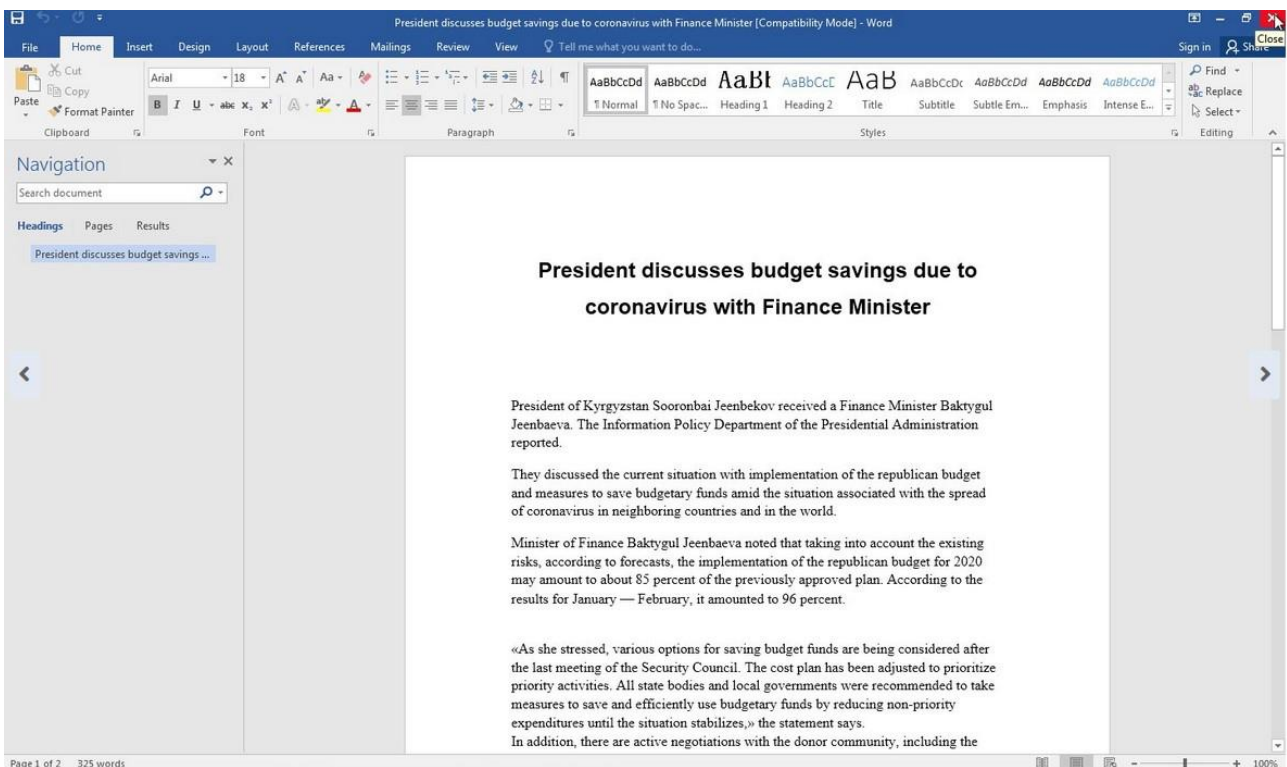 President discusses budget savings due to coronavirus with Finance Minister [Compatibility Mode] - Word
Close
File Home Insert Design Layout References Mailings Review View Tell me what you want to do... Sign in Share
Paste
Cut
Copy
Format Painter
Clipboard
Arial 18
Font
Paragraph
AaBbCcDd AaBbCcDd AaBl AaBbCcE AaB AaBbCcDc AaBbCcDd AaBbCcDd AaBbCcDd
¶ Normal ¶ No Spac... Heading 1 Heading 2 Title Subtitle Subtle Em... Emphasis Intense E...
Styles
Find
Replace
Select
Editing
Navigation
Search document
Headings Pages Results
President discusses budget savings ...
President discusses budget savings due to
coronavirus with Finance Minister
President of Kyrgyzstan Sooronbai Jeenbekov received a Finance Minister Baktygul
Jeenbaeva. The Information Policy Department of the Presidential Administration
reported.
They discussed the current situation with implementation of the republican budget
and measures to save budgetary funds amid the situation associated with the spread
of coronavirus in neighboring countries and in the world.
Minister of Finance Baktygul Jeenbaeva noted that taking into account the existing
risks, according to forecasts, the implementation of the republican budget for 2020
may amount to about 85 percent of the previously approved plan. According to the
results for January — February, it amounted to 96 percent.
«As she stressed, various options for saving budget funds are being considered after
the last meeting of the Security Council. The cost plan has been adjusted to prioritize
priority activities. All state bodies and local governments were recommended to take
measures to save and efficiently use budgetary funds by reducing non-priority
expenditures until the situation stabilizes,» the statement says.
In addition, there are active negotiations with the donor community, including the
Page 1 of 2 325 words 100%